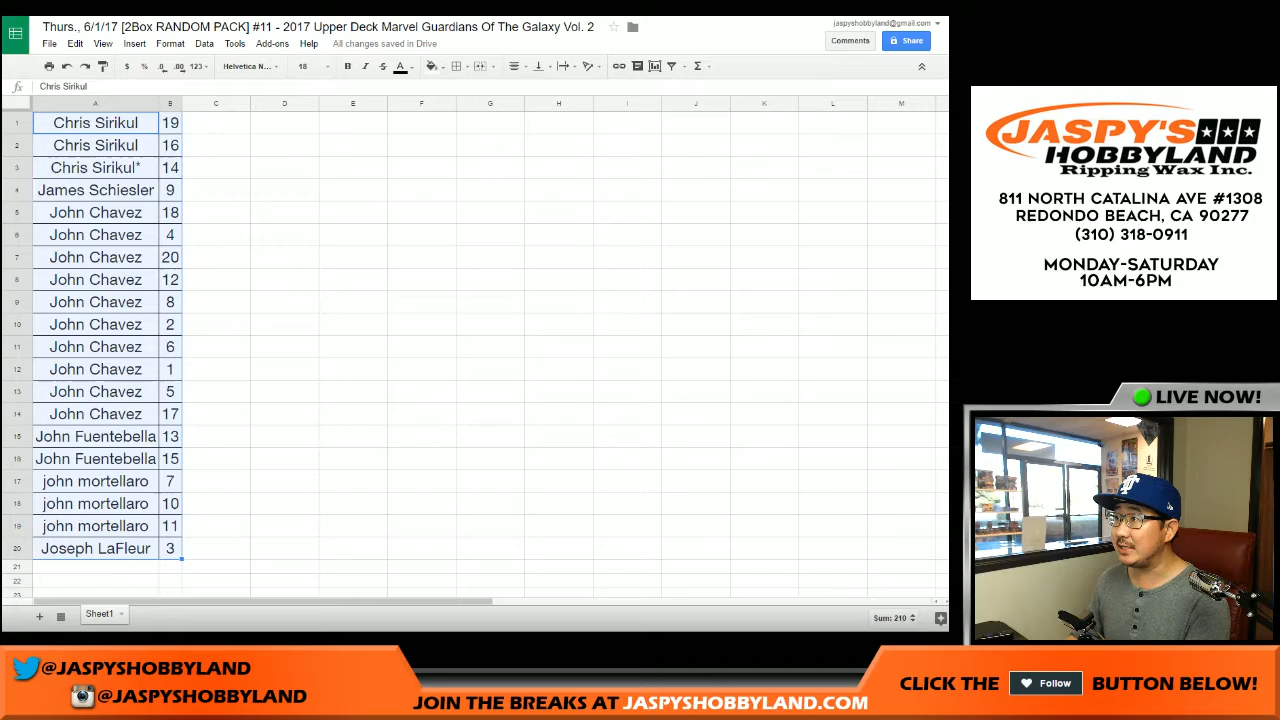 Thurs., 6/1/17 [2Box RANDOM PACK] #11 - 2017 Upper Deck Marvel Guardians Of The Galaxy Vol. 2
jaspyshobbyland@gmail.com
File Edit View Insert Format Data Tools Add-ons Help All changes saved in Drive
Comments Share
$ % .0 .00 123 Helvetica N... 18 B I A
fx Chris Sirikul
A B C D E F G H I J K L M
1 Chris Sirikul 19
2 Chris Sirikul 16
3 Chris Sirikul* 14
4 James Schiesler 9
5 John Chavez 18
6 John Chavez 4
7 John Chavez 20
8 John Chavez 12
9 John Chavez 8
10 John Chavez 2
11 John Chavez 6
12 John Chavez 1
13 John Chavez 5
14 John Chavez 17
15 John Fuentebella 13
16 John Fuentebella 15
17 john mortellaro 7
18 john mortellaro 10
19 john mortellaro 11
20 Joseph LaFleur 3
21
22
23
Sheet1
Sum: 210
JASPY'S
HOBBYLAND
Ripping Wax Inc.
811 NORTH CATALINA AVE #1308
REDONDO BEACH, CA 90277
(310) 318-0911
MONDAY-SATURDAY
10AM-6PM
LIVE NOW!
@JASPYSHOBBYLAND
@JASPYSHOBBYLAND
JOIN THE BREAKS AT JASPYSHOBBYLAND.COM
CLICK THE Follow BUTTON BELOW!